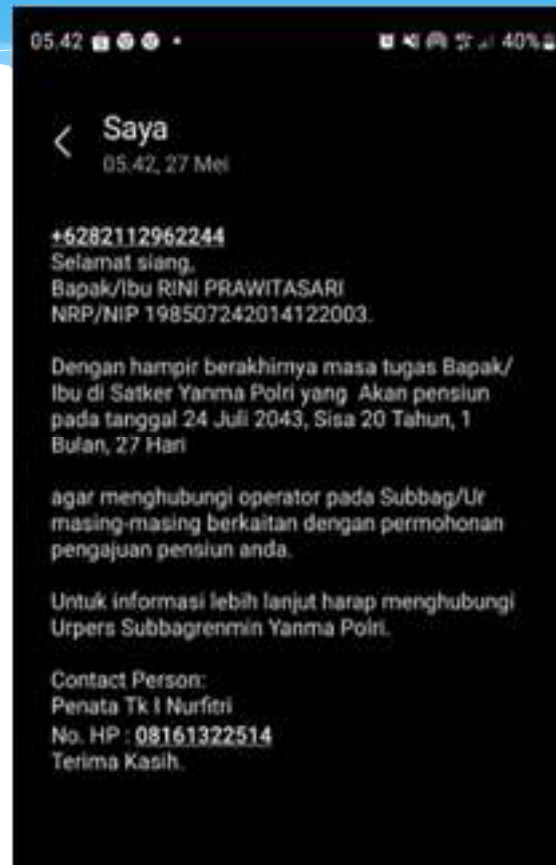 05.42
40%
Saya
05.42, 27 Mei
+6282112962244
Selamat siang,
Bapak/Ibu RINI PRAWITASARI
NRP/NIP 198507242014122003.
Dengan hampir berakhirnya masa tugas Bapak/
Ibu di Satker Yanma Polri yang Akan pensiun
pada tanggal 24 Juli 2043, Sisa 20 Tahun, 1
Bulan, 27 Hari
agar menghubungi operator pada Subbag/Ur
masing-masing berkaitan dengan permohonan
pengajuan pensiun anda.
Untuk informasi lebih lanjut harap menghubungi
Urpers Subbagrenmin Yanma Polri.
Contact Person:
Penata Tk I Nurfitri
No. HP : 08161322514
Terima Kasih.